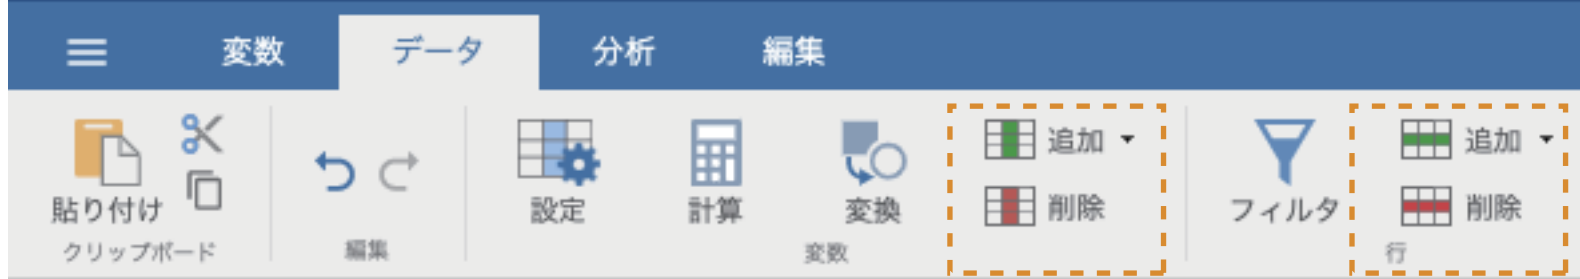 変数 データ 分析 編集
追加 追加
貼り付け 設定 計算 変換 削除 フィルタ 削除
クリップボード 編集 変数 行